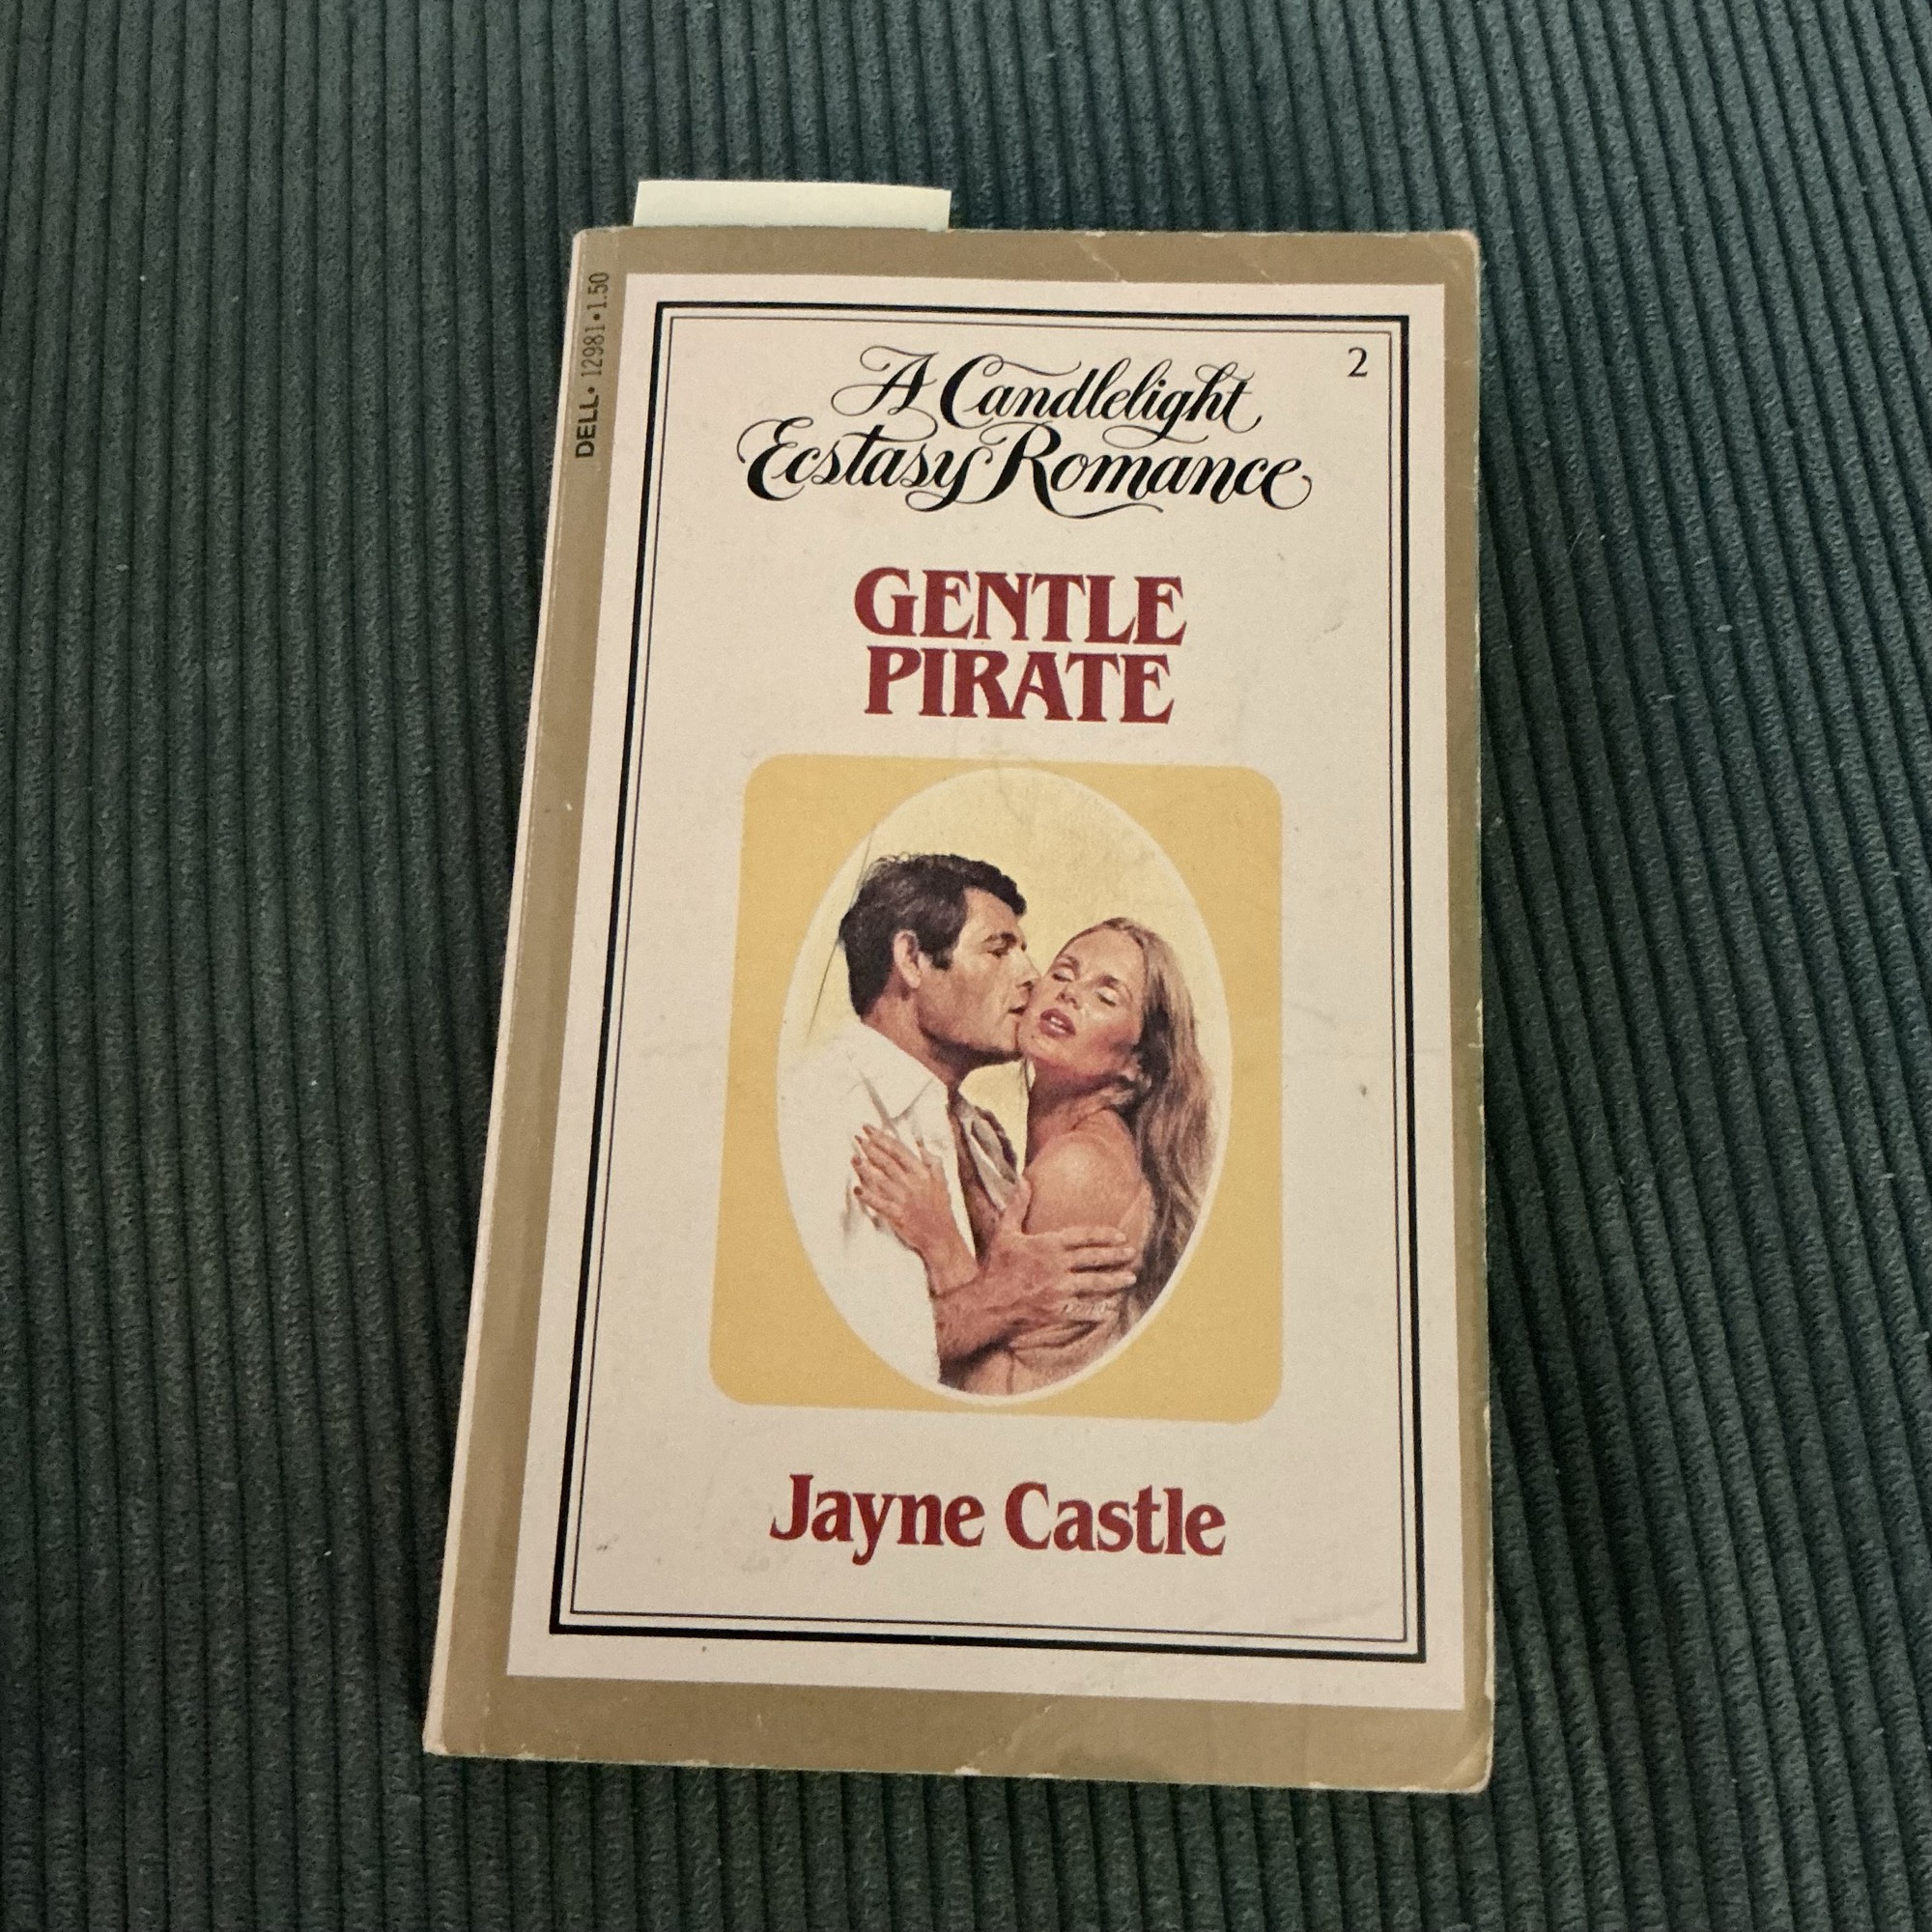 DELL • 12981 • 1.50
2
A Candlelight
Ecstasy Romance
GENTLE
PIRATE
Jayne Castle